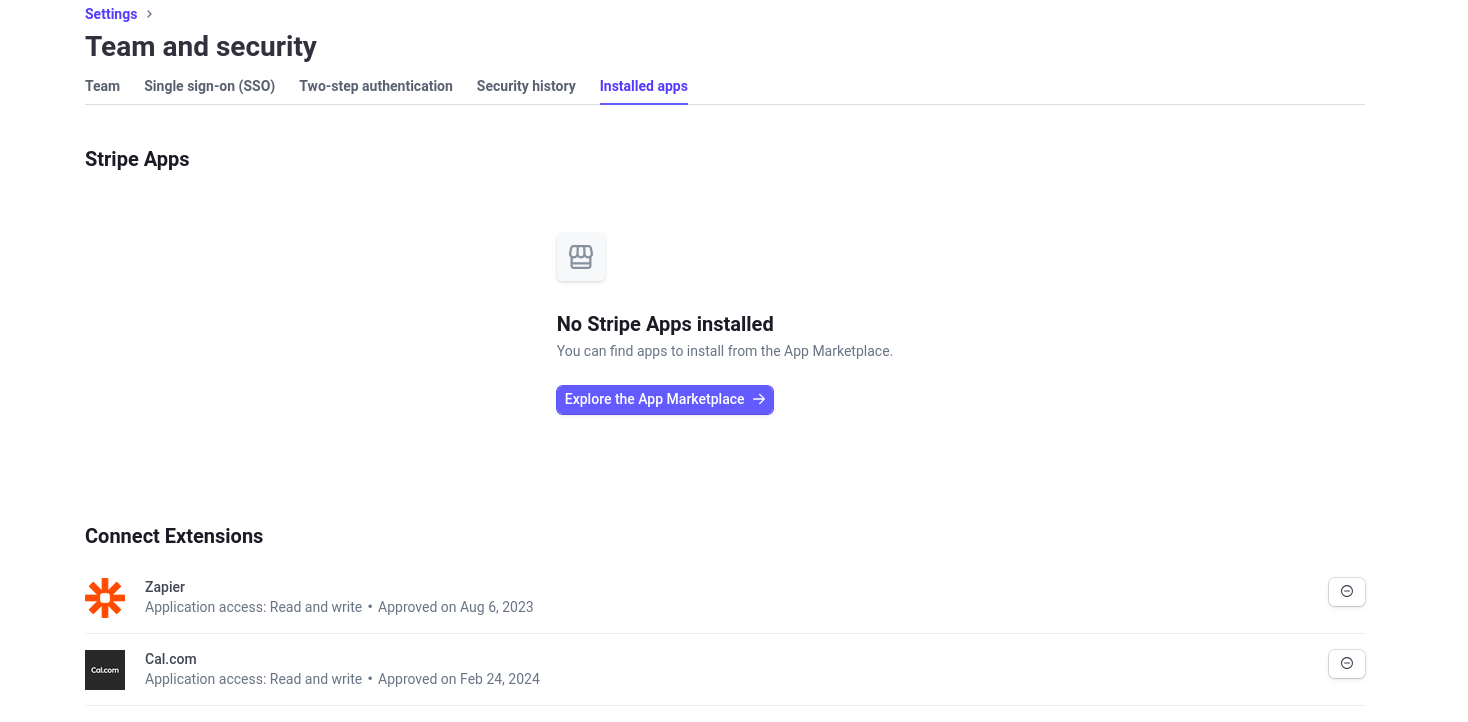 Settings
Team and security
Team Single sign-on (SSO) Two-step authentication Security history Installed apps
Stripe Apps
No Stripe Apps installed
You can find apps to install from the App Marketplace.
Explore the App Marketplace →
Connect Extensions
Zapier
Application access: Read and write • Approved on Aug 6, 2023
Cal.com
Cal.com
Application access: Read and write • Approved on Feb 24, 2024